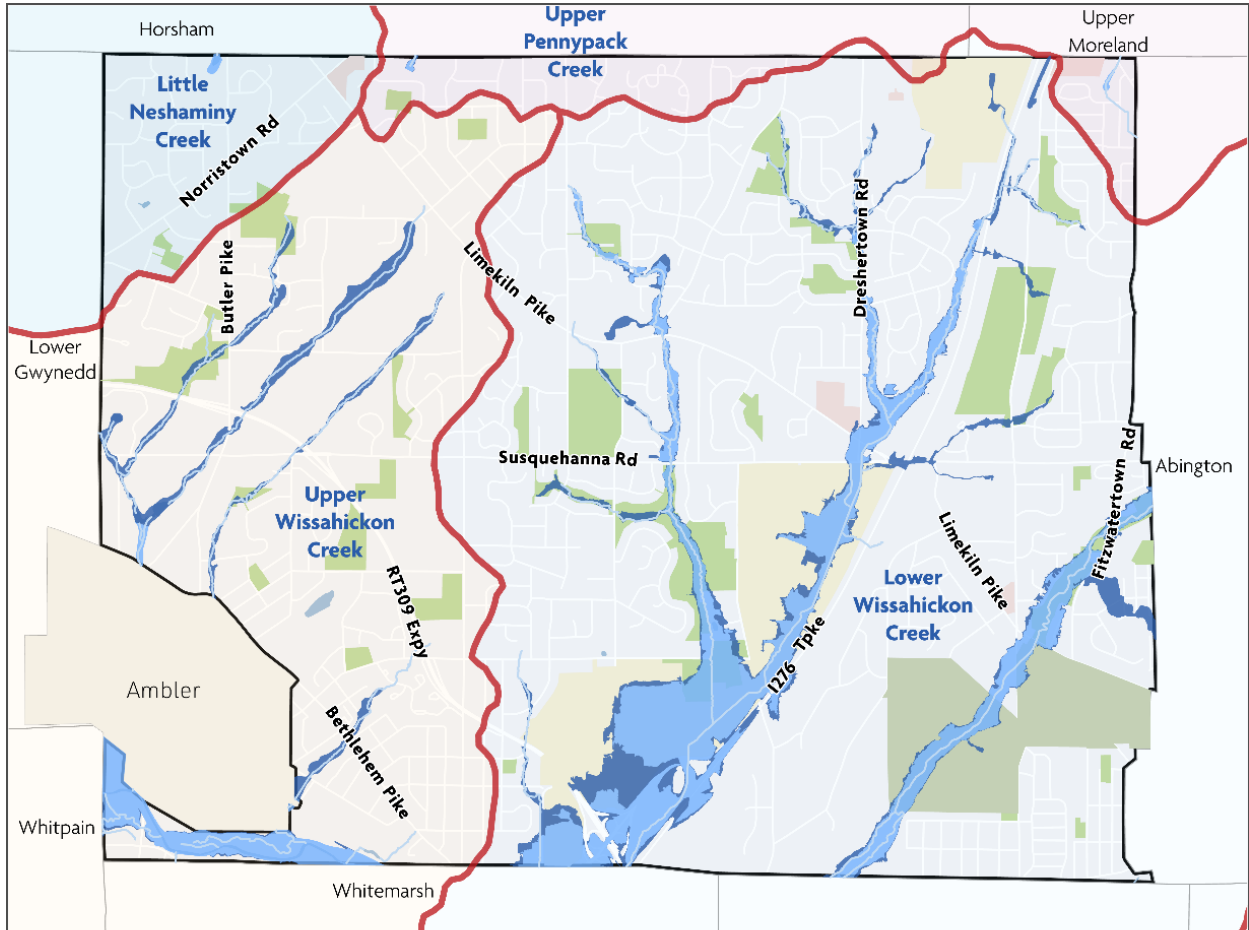 Horsham
Upper
Pennypack
Creek
Upper
Moreland
Little
Neshaminy
Creek
Norristown Rd
Butler Pike
Limekiln Pike
Dreshertown Rd
Lower
Gwynedd
Susquehanna Rd
Abington
Upper
Wissahickon
Creek
Fitzwatertown Rd
Limekiln Pike
RT309 Expy
Lower
Wissahickon
Creek
I276 Tpke
Ambler
Bethlehem Pike
Whitpain
Whitemarsh